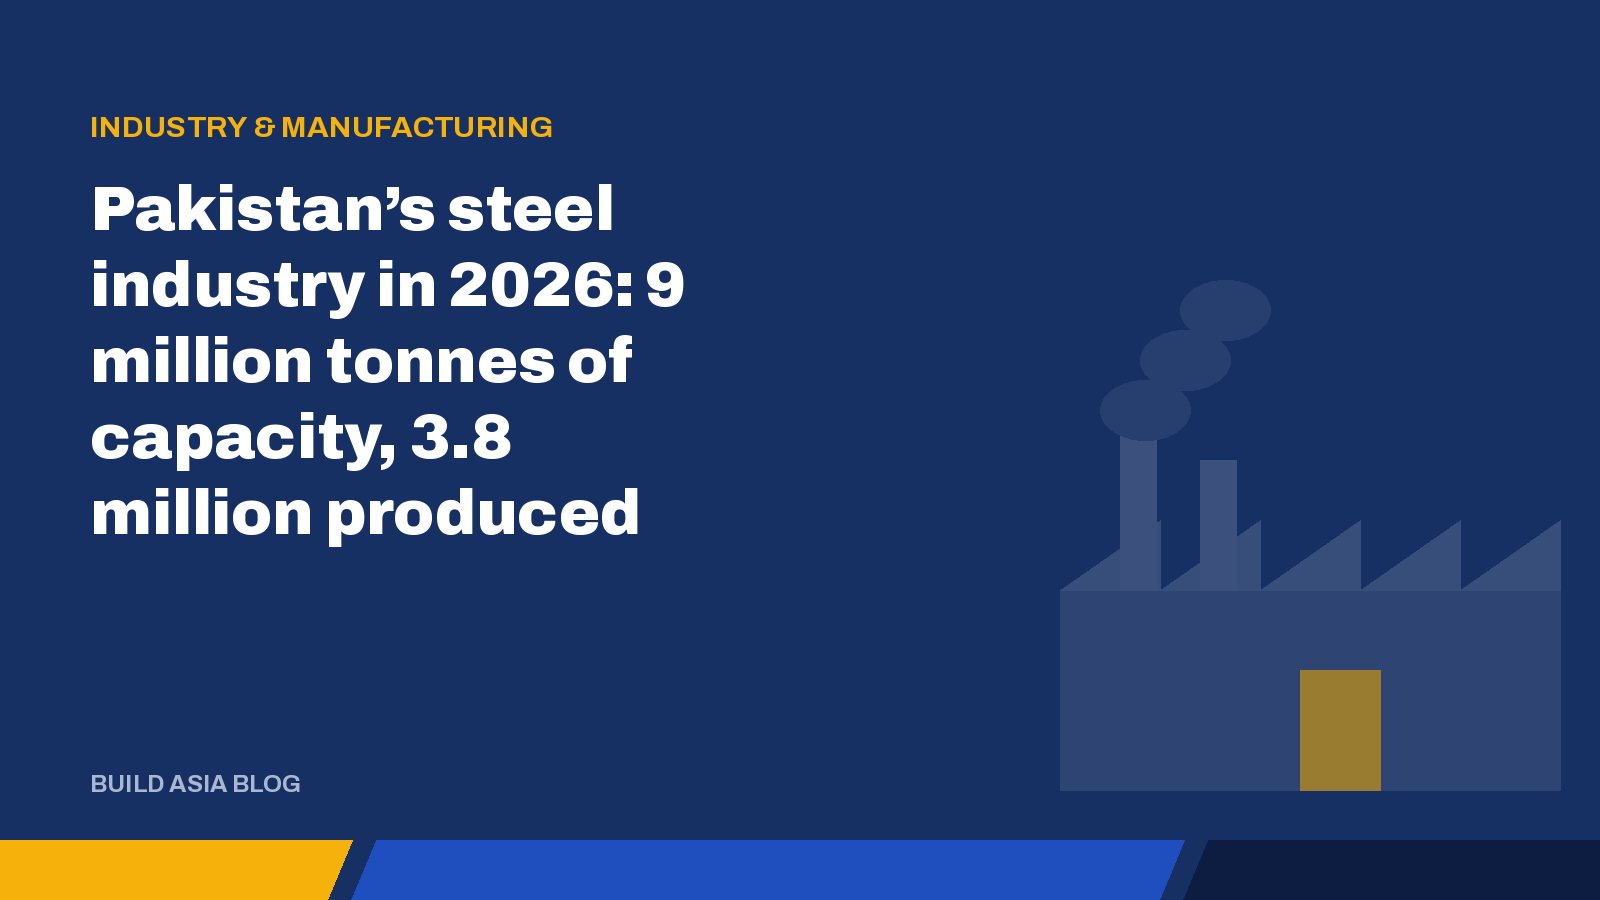 INDUSTRY & MANUFACTURING
Pakistan’s steel
industry in 2026: 9
million tonnes of
capacity, 3.8
million produced
BUILD ASIA BLOG